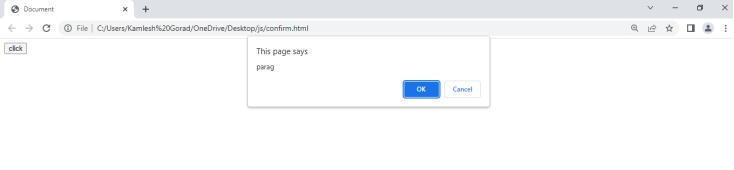 Document
File | C:/Users/Kamlesh%20Gorad/OneDrive/Desktop/js/confirm.html
click
This page says
parag
OK Cancel